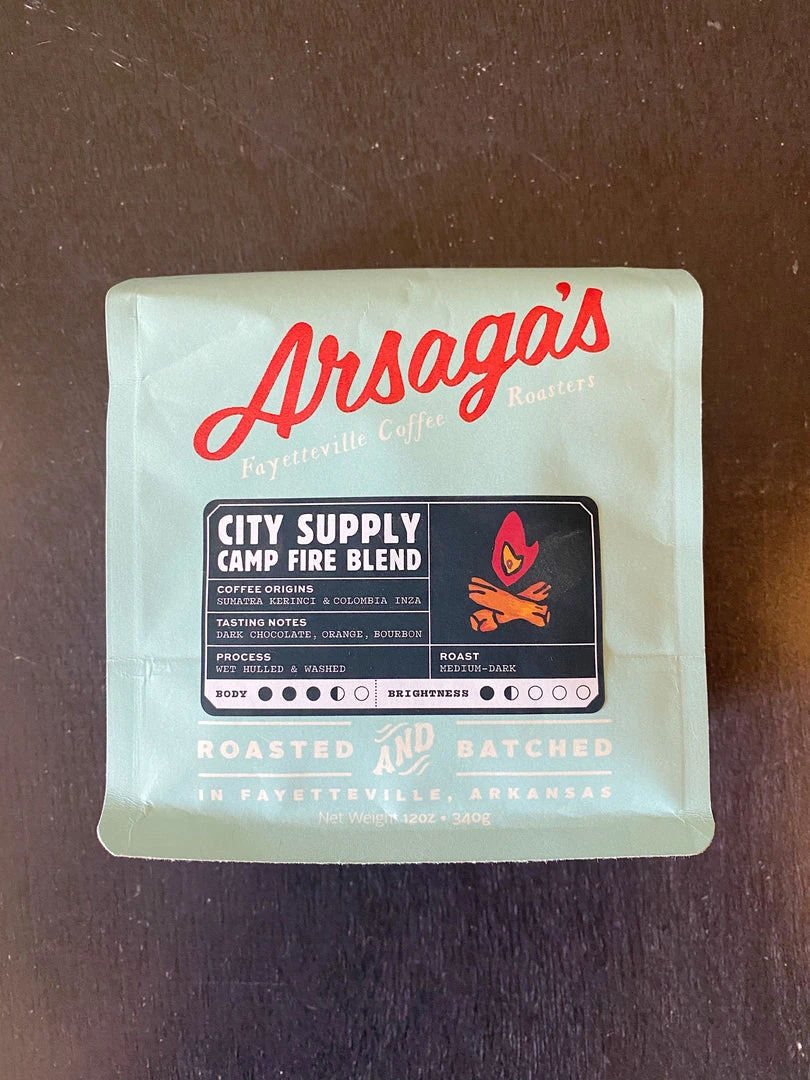 Arsaga's
Fayetteville Coffee Roasters
CITY SUPPLY
CAMP FIRE BLEND
COFFEE ORIGINS
SUMATRA KERINCI & COLOMBIA INZA
TASTING NOTES
DARK CHOCOLATE, ORANGE, BOURBON
PROCESS
WET HULLED & WASHED
ROAST
MEDIUM-DARK
BODY
BRIGHTNESS
ROASTED AND BATCHED
IN FAYETTEVILLE, ARKANSAS
Net Weight 12oz • 340g